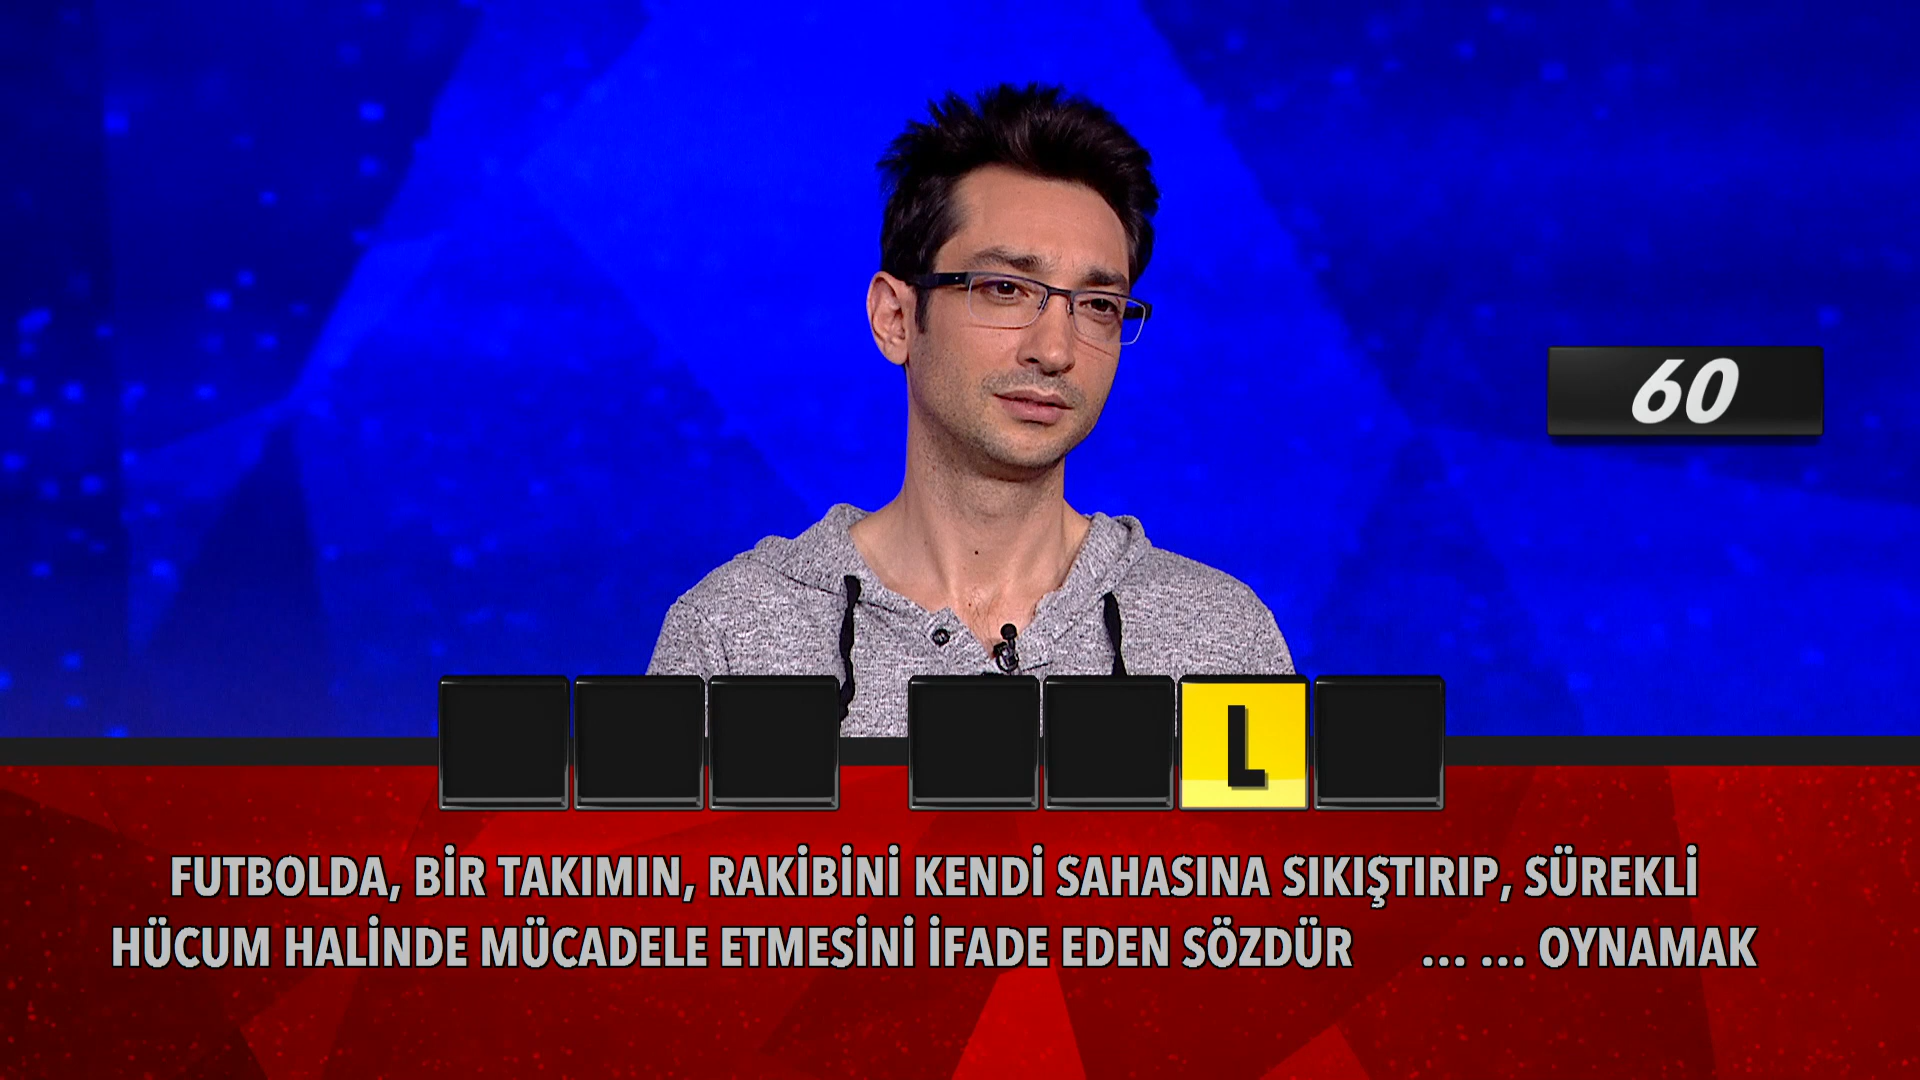 60
L
FUTBOLDA, BİR TAKIMIN, RAKİBİNİ KENDİ SAHASINA SIKIŞTIRIP, SÜREKLİ
HÜCUM HALİNDE MÜCADELE ETMESİNİ İFADE EDEN SÖZDÜR ... ... OYNAMAK